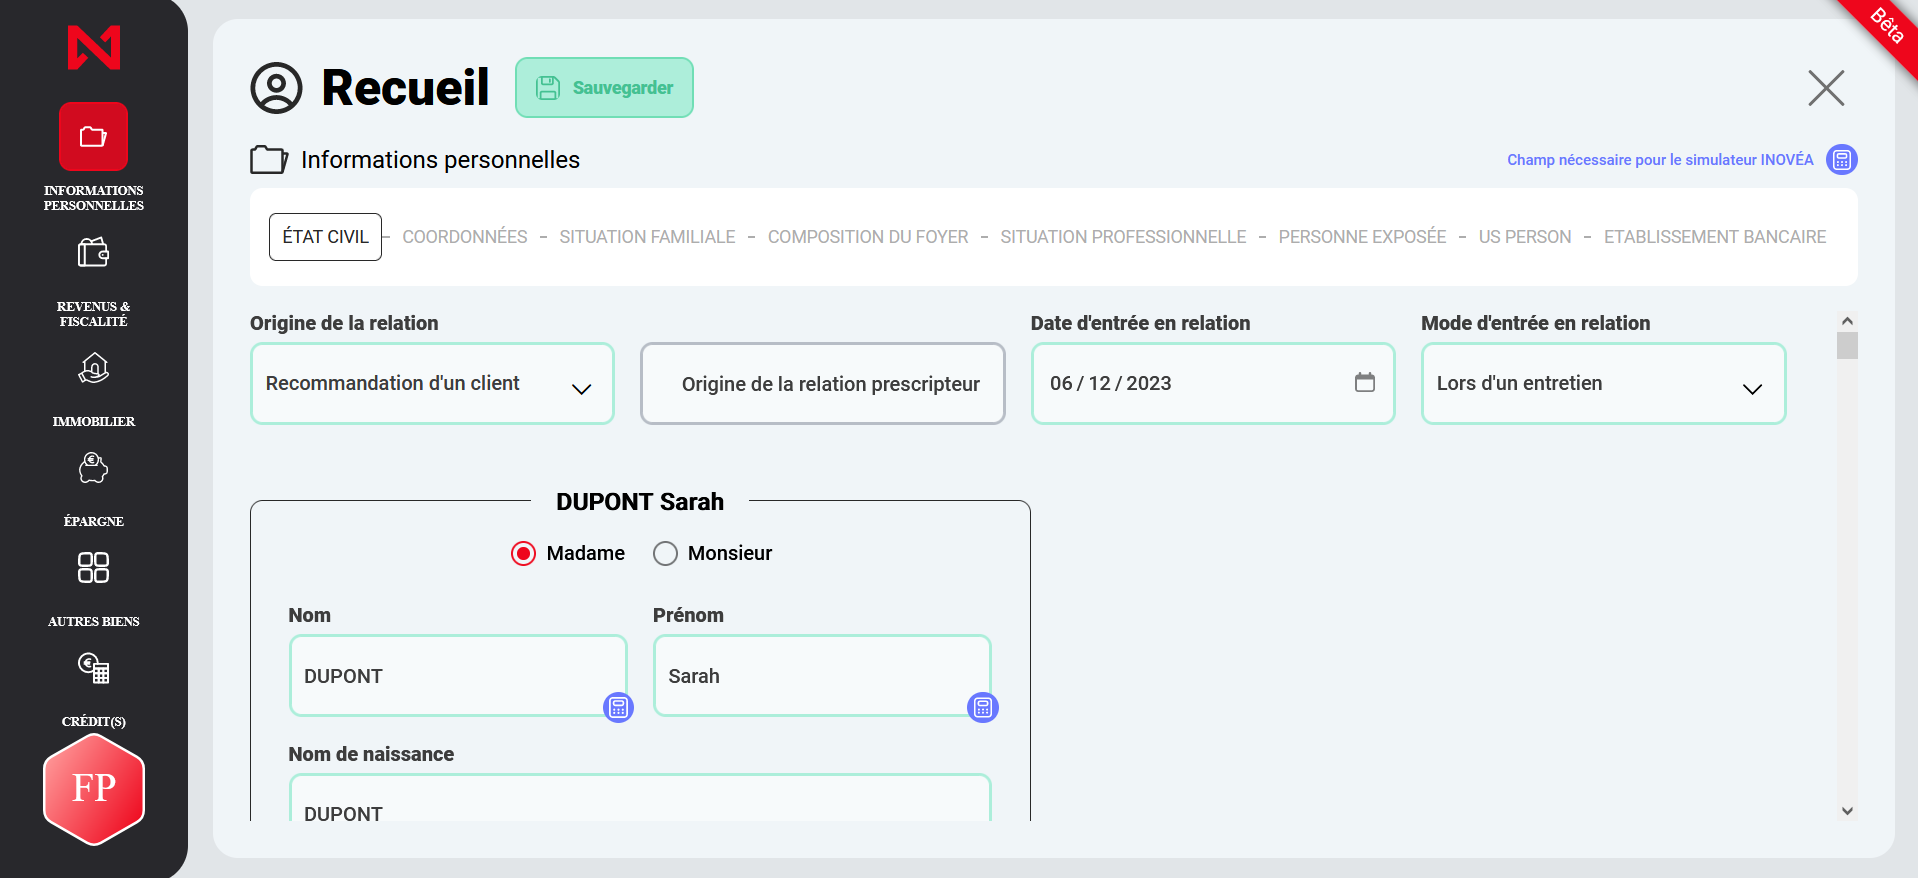 Bêta
Recueil
Sauvegarder
Informations personnelles
Champ nécessaire pour le simulateur INOVÉA
ÉTAT CIVIL – COORDONNÉES – SITUATION FAMILIALE – COMPOSITION DU FOYER – SITUATION PROFESSIONNELLE – PERSONNE EXPOSÉE – US PERSON – ETABLISSEMENT BANCAIRE
INFORMATIONS
PERSONNELLES
REVENUS &
FISCALITÉ
IMMOBILIER
ÉPARGNE
AUTRES BIENS
CRÉDIT(S)
FP
Origine de la relation
Recommandation d'un client
Origine de la relation prescripteur
Date d'entrée en relation
06 / 12 / 2023
Mode d'entrée en relation
Lors d'un entretien
DUPONT Sarah
Madame
Monsieur
Nom
DUPONT
Prénom
Sarah
Nom de naissance
DUPONT